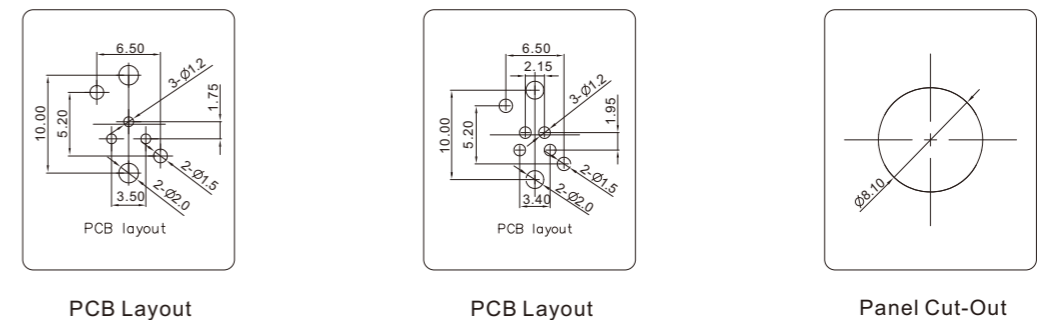 6.50
3-Ø1.2
1.75
10.00
5.20
2-Ø1.5
2-Ø2.0
3.50
PCB layout
PCB Layout
6.50
2.15
3-Ø1.2
1.95
10.00
5.20
2-Ø1.5
2-Ø2.0
3.40
PCB layout
PCB Layout
Ø8.10
Panel Cut-Out